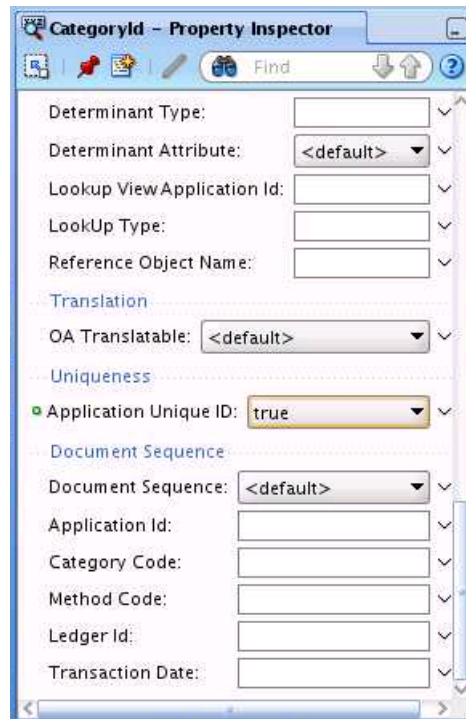 CategoryId - Property Inspector
Find
Determinant Type:
Determinant Attribute: <default>
Lookup View Application Id:
LookUp Type:
Reference Object Name:
Translation
OA Translatable: <default>
Uniqueness
Application Unique ID: true
Document Sequence
Document Sequence: <default>
Application Id:
Category Code:
Method Code:
Ledger Id:
Transaction Date: